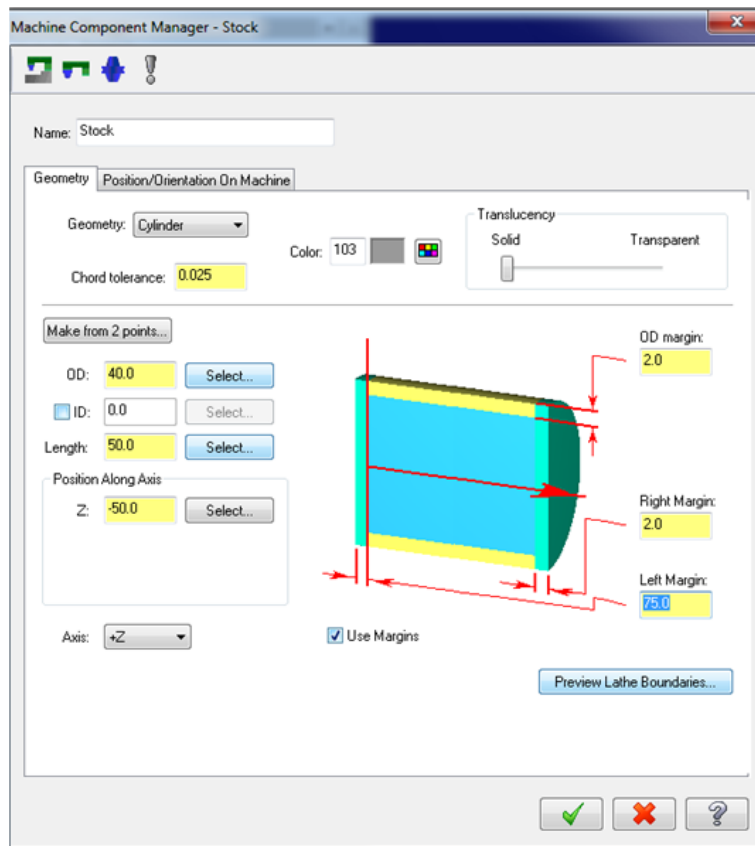 Machine Component Manager - Stock
Name: Stock
Geometry Position/Orientation On Machine
Geometry: Cylinder
Chord tolerance: 0.025
Color: 103
Translucency
Solid Transparent
Make from 2 points...
OD: 40.0 Select...
ID: 0.0 Select...
Length: 50.0 Select...
Position Along Axis
Z: -50.0 Select...
Axis: +Z
Use Margins
OD margin:
2.0
Right Margin:
2.0
Left Margin:
75.0
Preview Lathe Boundaries...